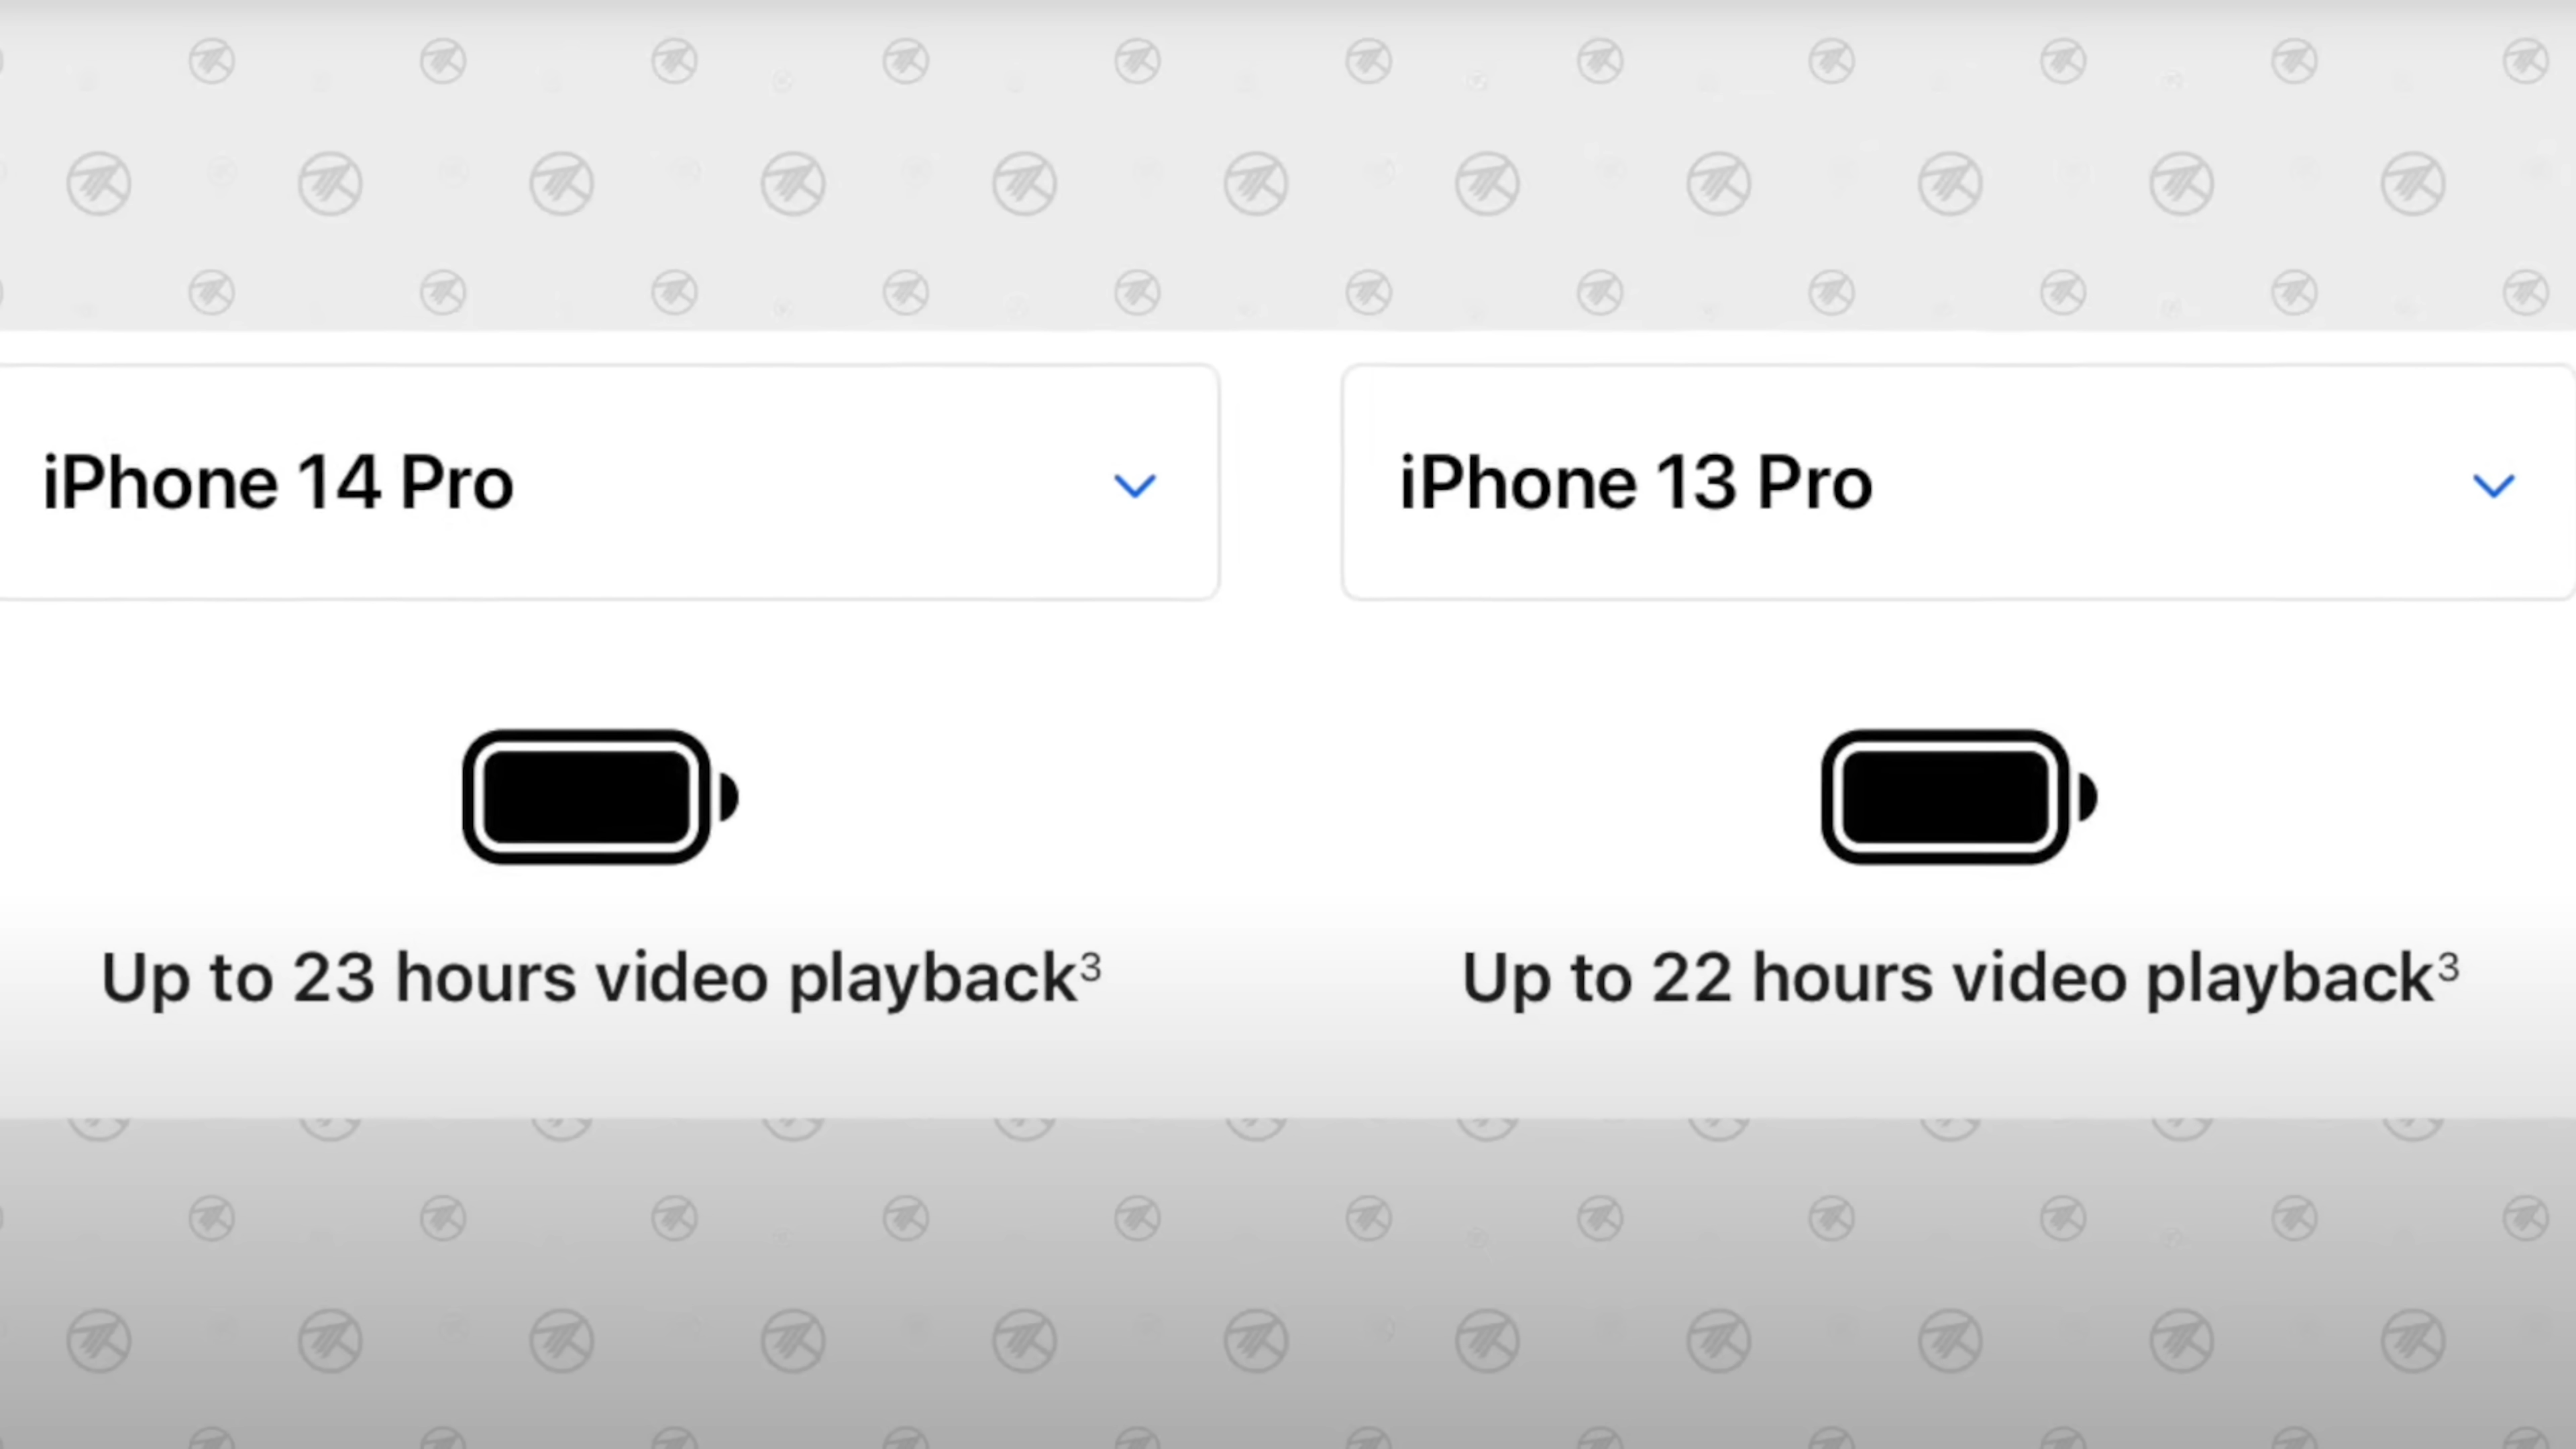 iPhone 14 Pro
iPhone 13 Pro
Up to 23 hours video playback³
Up to 22 hours video playback³